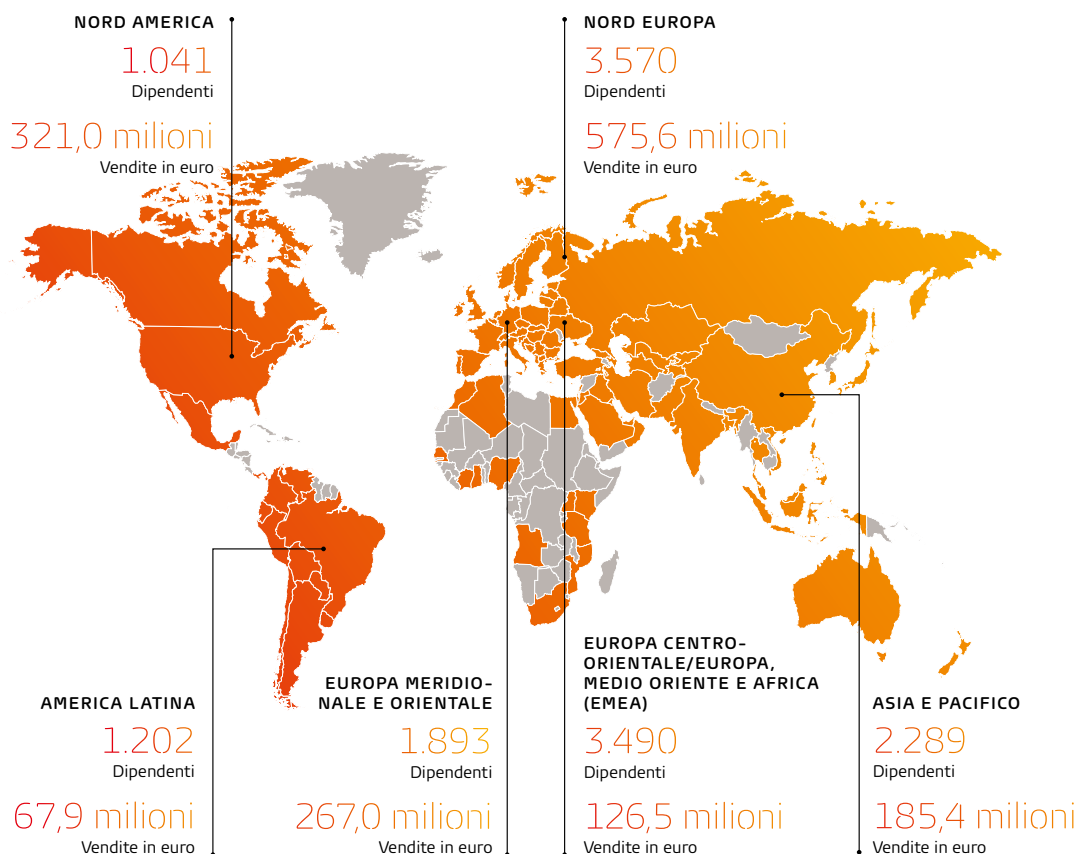 NORD AMERICA
1.041
Dipendenti
321,0 milioni
Vendite in euro
NORD EUROPA
3.570
Dipendenti
575,6 milioni
Vendite in euro
AMERICA LATINA
1.202
Dipendenti
67,9 milioni
Vendite in euro
EUROPA MERIDIO-
NALE E ORIENTALE
1.893
Dipendenti
267,0 milioni
Vendite in euro
EUROPA CENTRO-
ORIENTALE/EUROPA,
MEDIO ORIENTE E AFRICA
(EMEA)
3.490
Dipendenti
126,5 milioni
Vendite in euro
ASIA E PACIFICO
2.289
Dipendenti
185,4 milioni
Vendite in euro